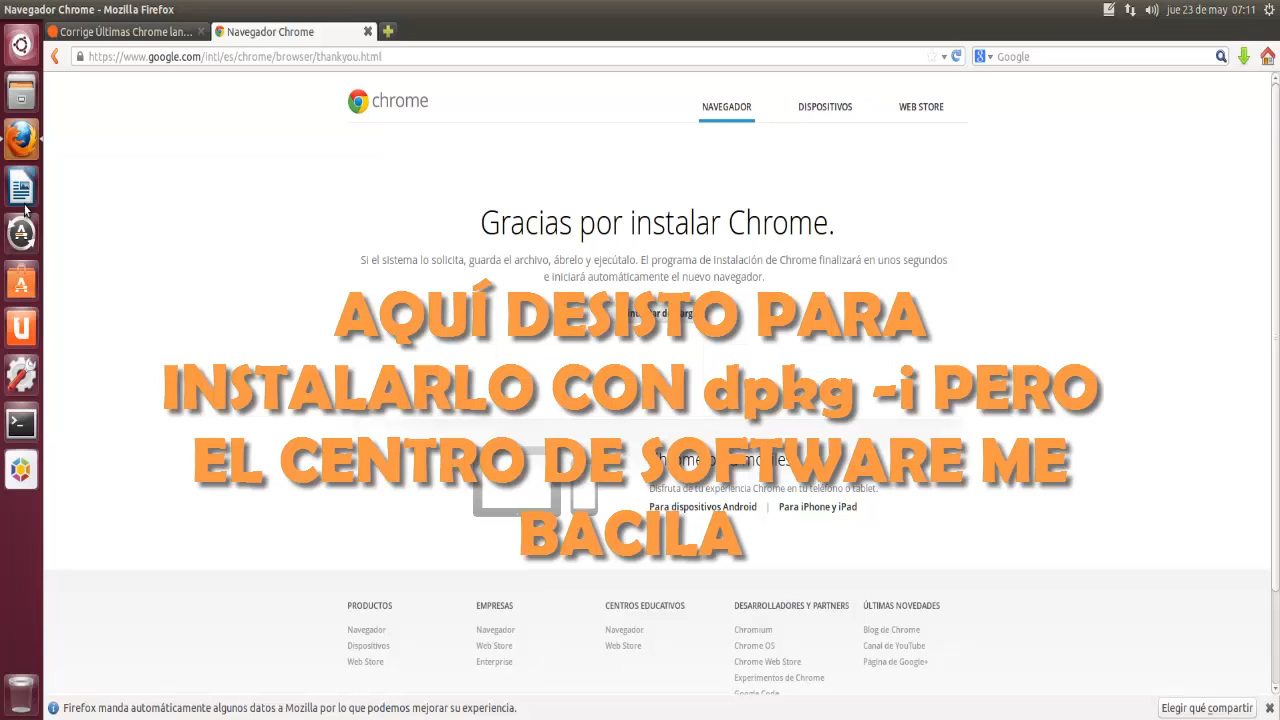 Navegador Chrome - Mozilla Firefox
jue 23 de may 07:11
Corrige Últimas Chrome lan...
Navegador Chrome
https://www.google.com/intl/es/chrome/browser/thankyou.html
Google
chrome
NAVEGADOR
DISPOSITIVOS
WEB STORE
Gracias por instalar Chrome.
Si el sistema lo solicita, guarda el archivo, ábrelo y ejecútalo. El programa de Instalación de Chrome finalizará en unos segundos
e iniciará automáticamente el nuevo navegador.
AQUÍ DESISTO PARA
INSTALARLO CON dpkg -i PERO
EL CENTRO DE SOFTWARE ME
BACILA
Disfruta de tu experiencia Chrome en tu teléfono o tablet.
Para dispositivos Android | Para iPhone y iPad
PRODUCTOS
Navegador
Dispositivos
Web Store
EMPRESAS
Navegador
Web Store
Enterprise
CENTROS EDUCATIVOS
Navegador
Web Store
DESARROLLADORES Y PARTNERS
Chromium
Chrome OS
Chrome Web Store
Experimentos de Chrome
Google Code
ÚLTIMAS NOVEDADES
Blog de Chrome
Canal de YouTube
Página de Google+
Firefox manda automáticamente algunos datos a Mozilla por lo que podemos mejorar su experiencia.
Elegir qué compartir